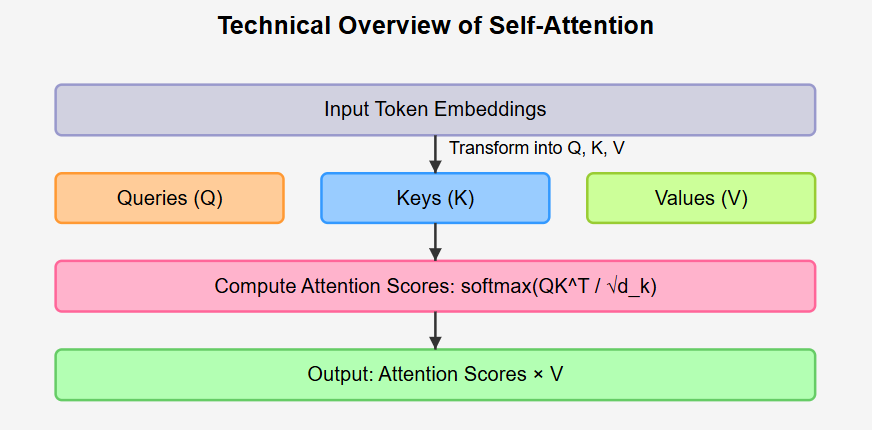 Technical Overview of Self-Attention
Input Token Embeddings
Transform into Q, K, V
Queries (Q)
Keys (K)
Values (V)
Compute Attention Scores: softmax(QK^T / √d_k)
Output: Attention Scores × V